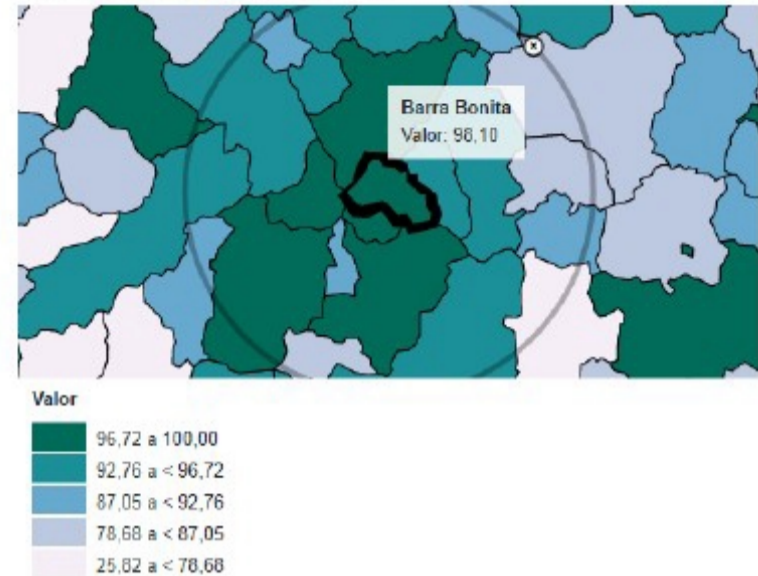 Barra Bonita
Valor: 98,10
Valor
96,72 a 100,00
92,76 a < 96,72
87,05 a < 92,76
78,68 a < 87,05
25,82 a < 78,68